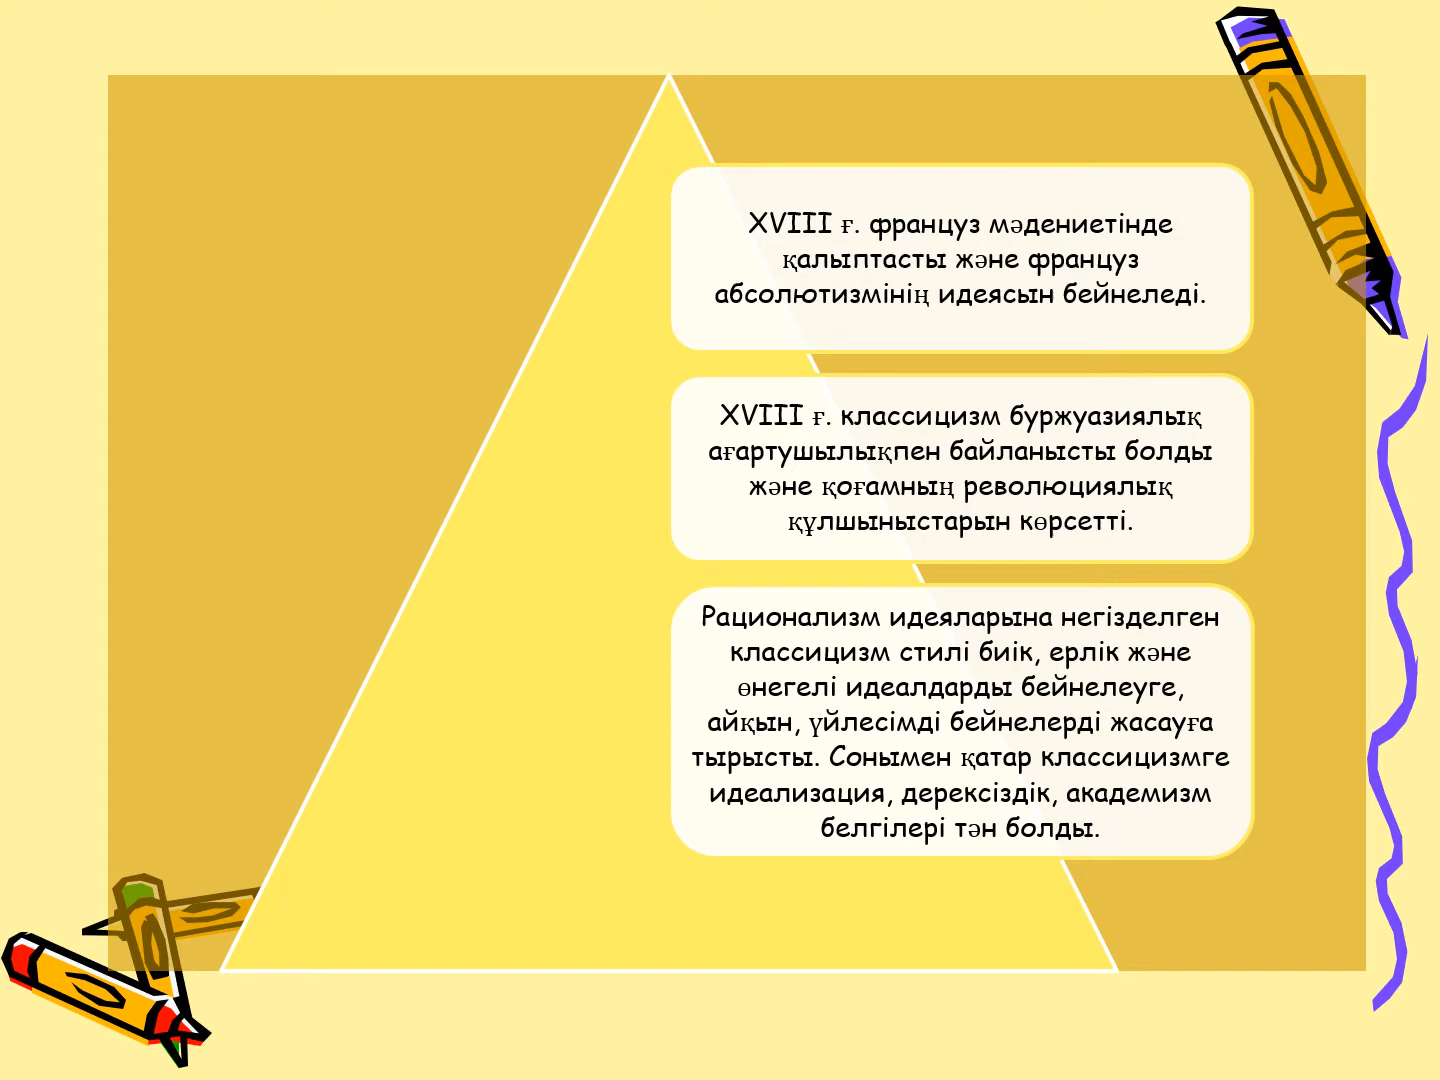 XVIII ғ. француз мәдениетінде
қалыптасты және француз
абсолютизмінің идеясын бейнеледі.
XVIII ғ. классицизм буржуазиялық
ағартушылықпен байланысты болды
және қоғамның революциялық
құлшыныстарын көрсетті.
Рационализм идеяларына негізделген
классицизм стилі биік, ерлік және
өнегелі идеалдарды бейнелеуге,
айқын, үйлесімді бейнелерді жасауға
тырысты. Сонымен қатар классицизмге
идеализация, дерексіздік, академизм
белгілері тән болды.